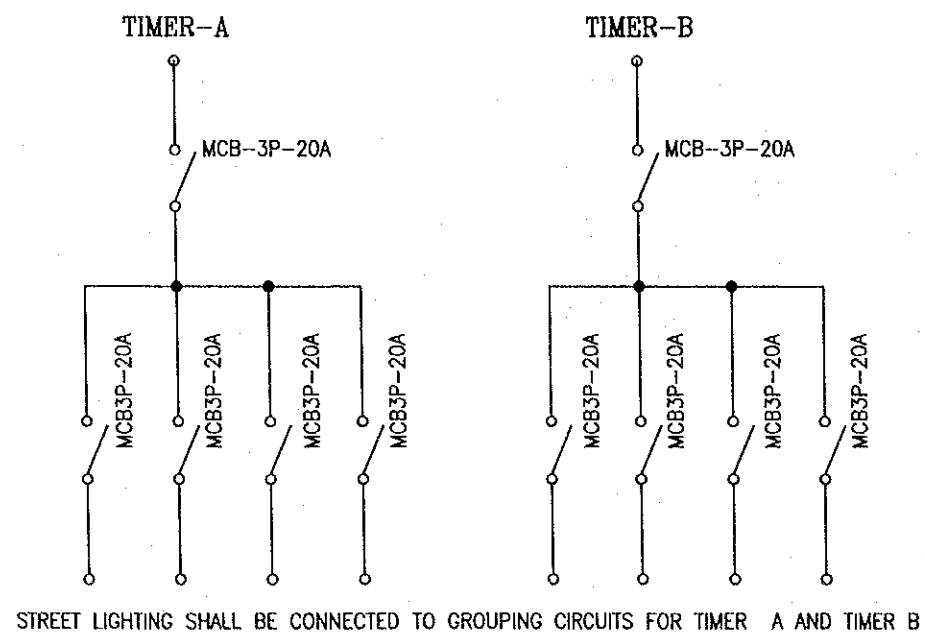 TIMER-A
TIMER-B
MCB--3P-20A
MCB--3P-20A
MCB3P-20A
MCB3P-20A
MCB3P-20A
MCB3P-20A
MCB3P-20A
MCB3P-20A
MCB3P-20A
MCB3P-20A
STREET LIGHTING SHALL BE CONNECTED TO GROUPING CIRCUITS FOR TIMER A AND TIMER B